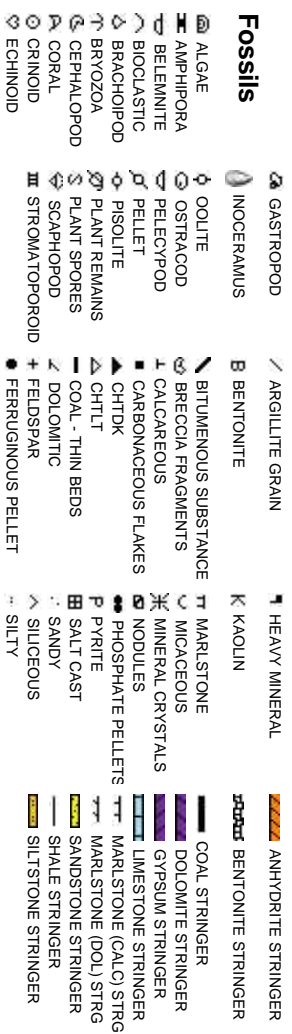 Fossils
ALGAE
AMPHIPORA
BELEMNITE
BIOCLASTIC
BRACHOIPOD
BRYOZOA
CEPHALOPOD
CORAL
CRINOID
ECHINOID
GASTROPOD
INOCERAMUS
OOLITE
OSTRACOD
PELECYPOD
PELLET
PISOLITE
PLANT REMAINS
PLANT SPORES
SCAPHOPOD
STROMATOPOROID
ARGILLITE GRAIN
BENTONITE
BITUMENOUS SUBSTANCE
BRECCIA FRAGMENTS
CALCAREOUS
CARBONACEOUS FLAKES
CHTDK
CHTLT
COAL - THIN BEDS
DOLOMITIC
FELDSPAR
FERRUGINOUS PELLET
HEAVY MINERAL
KAOLIN
MARLSTONE
MICACEOUS
MINERAL CRYSTALS
NODULES
PHOSPHATE PELLETS
PYRITE
SALT CAST
SANDY
SILICEOUS
SILTY
ANHYDRITE STRINGER
BENTONITE STRINGER
COAL STRINGER
DOLOMITE STRINGER
GYPSUM STRINGER
LIMESTONE STRINGER
MARLSTONE (CALC) STRG
MARLSTONE (DOL) STRG
SANDSTONE STRINGER
SHALE STRINGER
SILTSTONE STRINGER